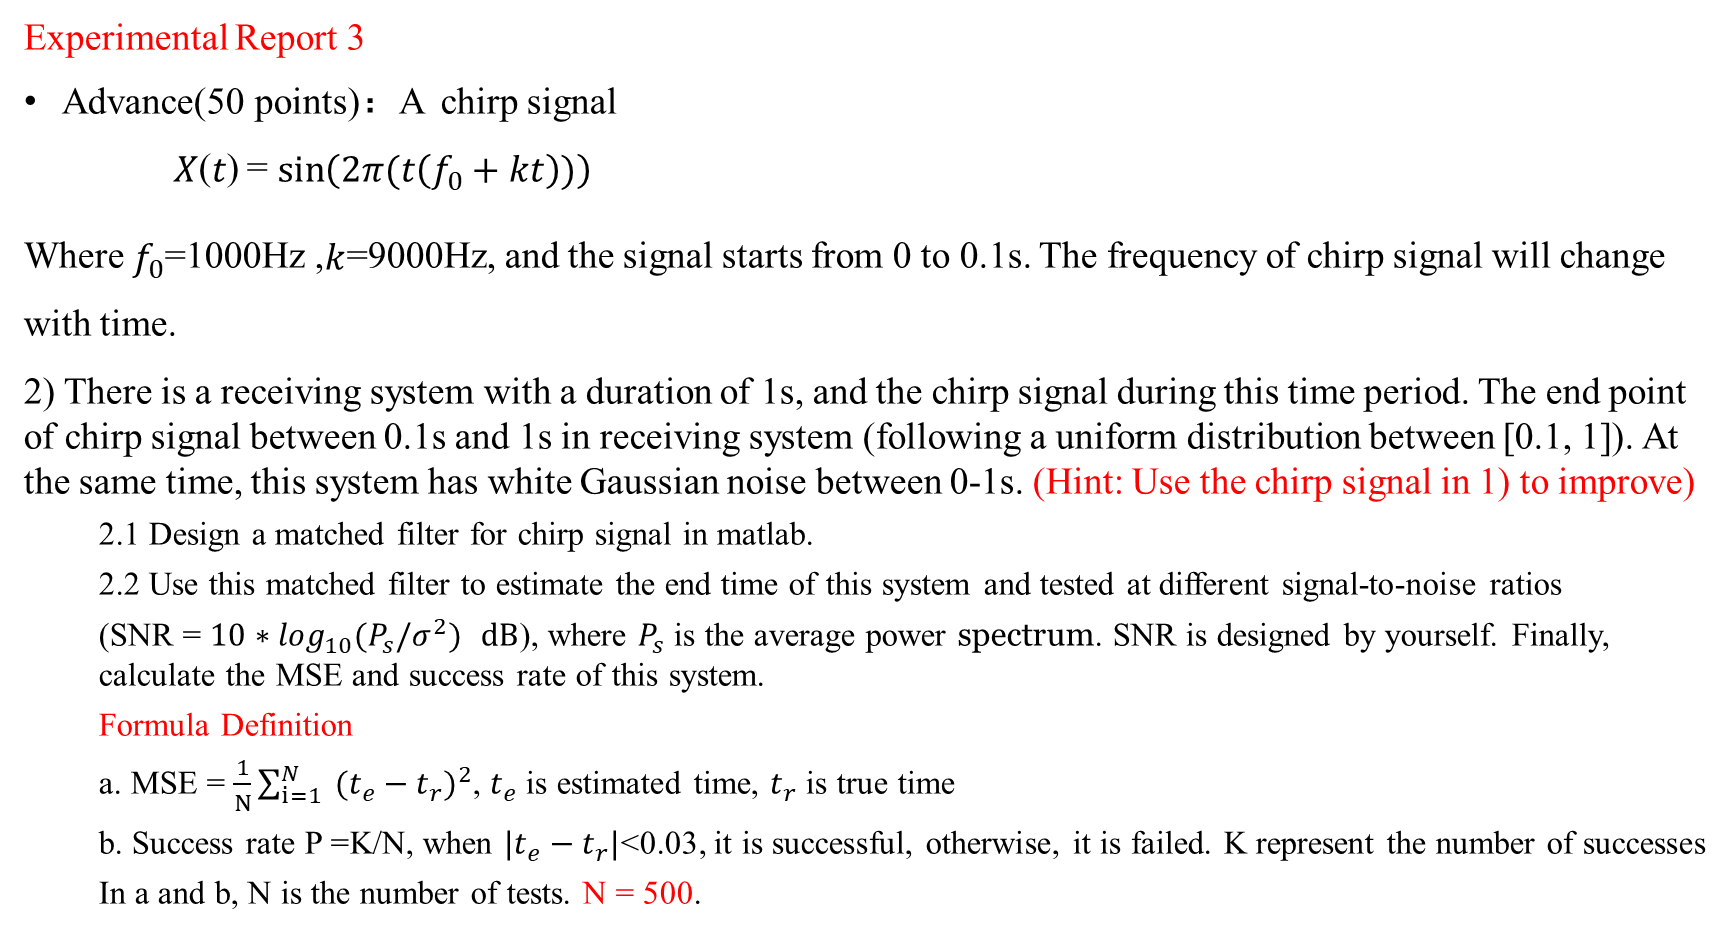 Experimental Report 3
• Advance(50 points)：A chirp signal
X(t) = sin(2π(t(f₀ + kt)))
Where f₀=1000Hz ,k=9000Hz, and the signal starts from 0 to 0.1s. The frequency of chirp signal will change
with time.
2) There is a receiving system with a duration of 1s, and the chirp signal during this time period. The end point
of chirp signal between 0.1s and 1s in receiving system (following a uniform distribution between [0.1, 1]). At
the same time, this system has white Gaussian noise between 0-1s. (Hint: Use the chirp signal in 1) to improve)
2.1 Design a matched filter for chirp signal in matlab.
2.2 Use this matched filter to estimate the end time of this system and tested at different signal-to-noise ratios
(SNR = 10 ∗ log₁₀(Pₛ/σ²) dB), where Pₛ is the average power spectrum. SNR is designed by yourself. Finally,
calculate the MSE and success rate of this system.
Formula Definition
a. MSE = 1/N ∑ᵢ₌₁ᴺ (tₑ − tᵣ)², tₑ is estimated time, tᵣ is true time
b. Success rate P =K/N, when |tₑ − tᵣ|<0.03, it is successful, otherwise, it is failed. K represent the number of successes
In a and b, N is the number of tests. N = 500.